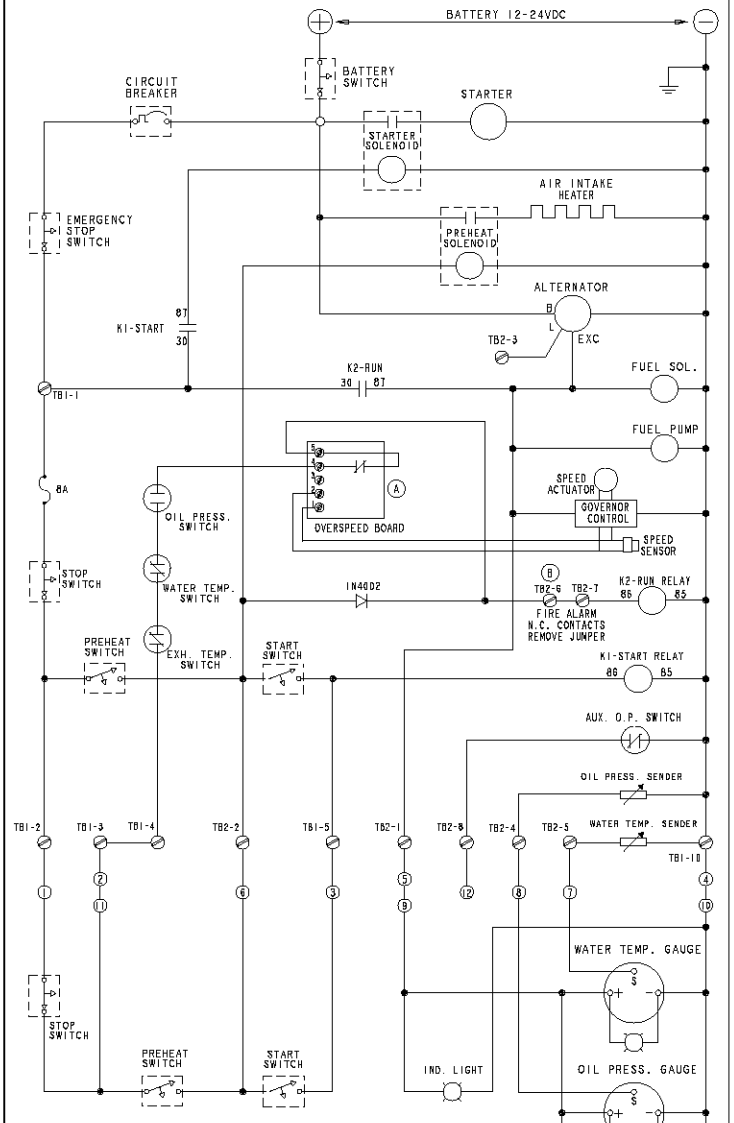 BATTERY 12-24VDC
+
−
BATTERY
SWITCH
CIRCUIT
BREAKER
STARTER
STARTER
SOLENOID
AIR INTAKE
HEATER
EMERGENCY
STOP
SWITCH
PREHEAT
SOLENOID
ALTERNATOR
B
L
EXC
TB2-3
87
K1-START
30
K2-RUN
30 87
FUEL SOL.
TB1-1
FUEL PUMP
8A
5
4
3
2
1
A
OIL PRESS.
SWITCH
OVERSPEED BOARD
SPEED
ACTUATOR
GOVERNOR
CONTROL
SPEED
SENSOR
STOP
SWITCH
WATER TEMP.
SWITCH
1N4002
B
TB2-6 TB2-7
K2-RUN RELAY
86 85
FIRE ALARM
N.C. CONTACTS
REMOVE JUMPER
PREHEAT
SWITCH
EXH. TEMP.
SWITCH
START
SWITCH
K1-START RELAY
86 85
AUX. O.P. SWITCH
OIL PRESS. SENDER
TB1-2 TB1-3 TB1-4 TB2-2 TB1-5 TB2-1 TB2-8 TB2-4 TB2-5 WATER TEMP. SENDER
TB1-10
2 5 4
1 11 6 3 9 12 8 7 10
WATER TEMP. GAUGE
S
+ −
STOP
SWITCH
PREHEAT
SWITCH
START
SWITCH
IND. LIGHT
OIL PRESS. GAUGE
S
+ −